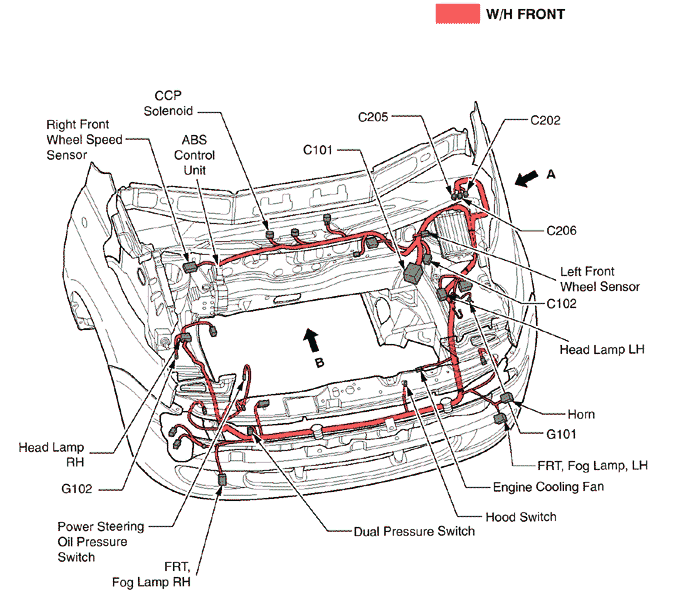 W/H FRONT
CCP
Solenoid
C205
C202
Right Front
Wheel Speed
Sensor
ABS
Control
Unit
C101
A
C206
Left Front
Wheel Sensor
C102
Head Lamp LH
B
Horn
G101
Head Lamp
RH
FRT, Fog Lamp, LH
G102
Engine Cooling Fan
Hood Switch
Power Steering
Oil Pressure
Switch
Dual Pressure Switch
FRT,
Fog Lamp RH